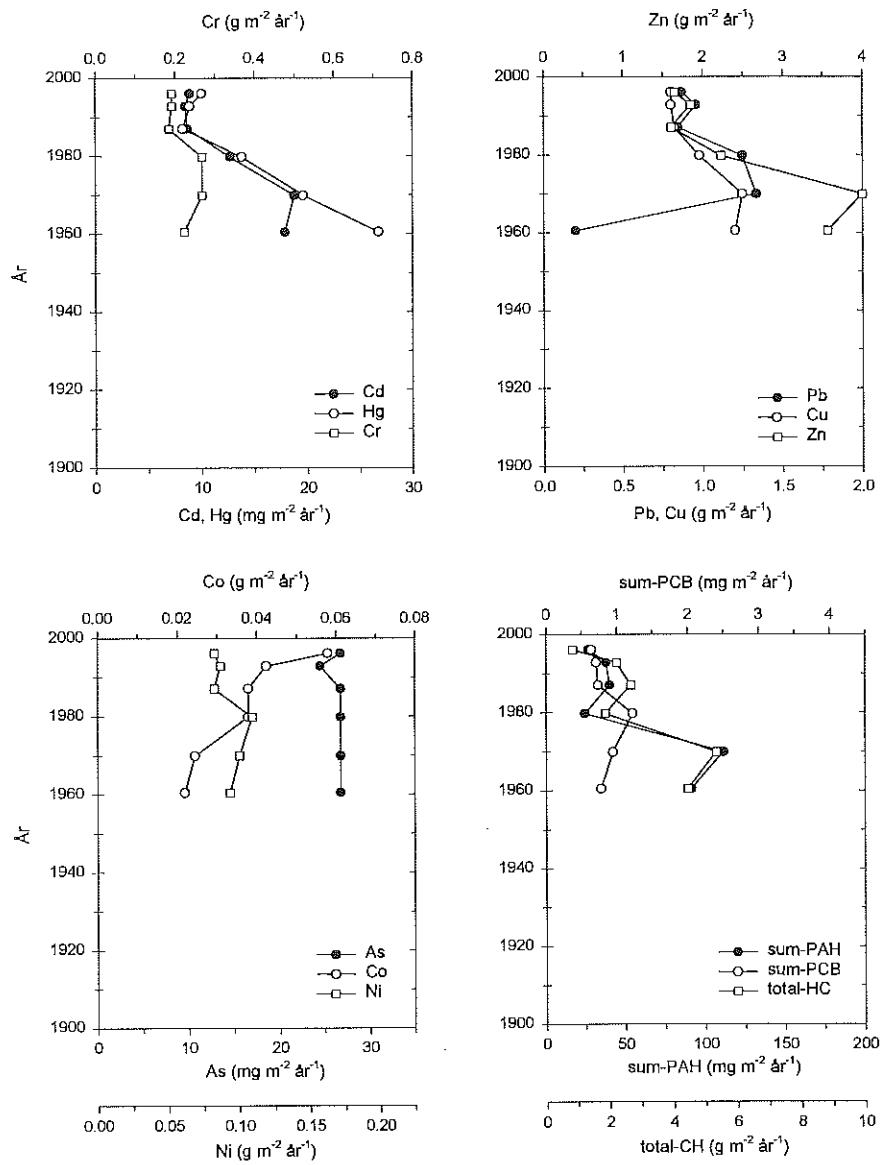 Cr (g m⁻² år⁻¹)
0.0 0.2 0.4 0.6 0.8
2000
1980
1960
1940
1920
1900
År
Cd
Hg
Cr
0 10 20 30
Cd, Hg (mg m⁻² år⁻¹)
Zn (g m⁻² år⁻¹)
0 1 2 3 4
2000
1980
1960
1940
1920
1900
Pb
Cu
Zn
0.0 0.5 1.0 1.5 2.0
Pb, Cu (g m⁻² år⁻¹)
Co (g m⁻² år⁻¹)
0.00 0.02 0.04 0.06 0.08
2000
1980
1960
1940
1920
1900
År
As
Co
Ni
0 10 20 30
As (mg m⁻² år⁻¹)
0.00 0.05 0.10 0.15 0.20
Ni (g m⁻² år⁻¹)
sum-PCB (mg m⁻² år⁻¹)
0 1 2 3 4
2000
1980
1960
1940
1920
1900
sum-PAH
sum-PCB
total-HC
0 50 100 150 200
sum-PAH (mg m⁻² år⁻¹)
0 2 4 6 8 10
total-CH (g m⁻² år⁻¹)